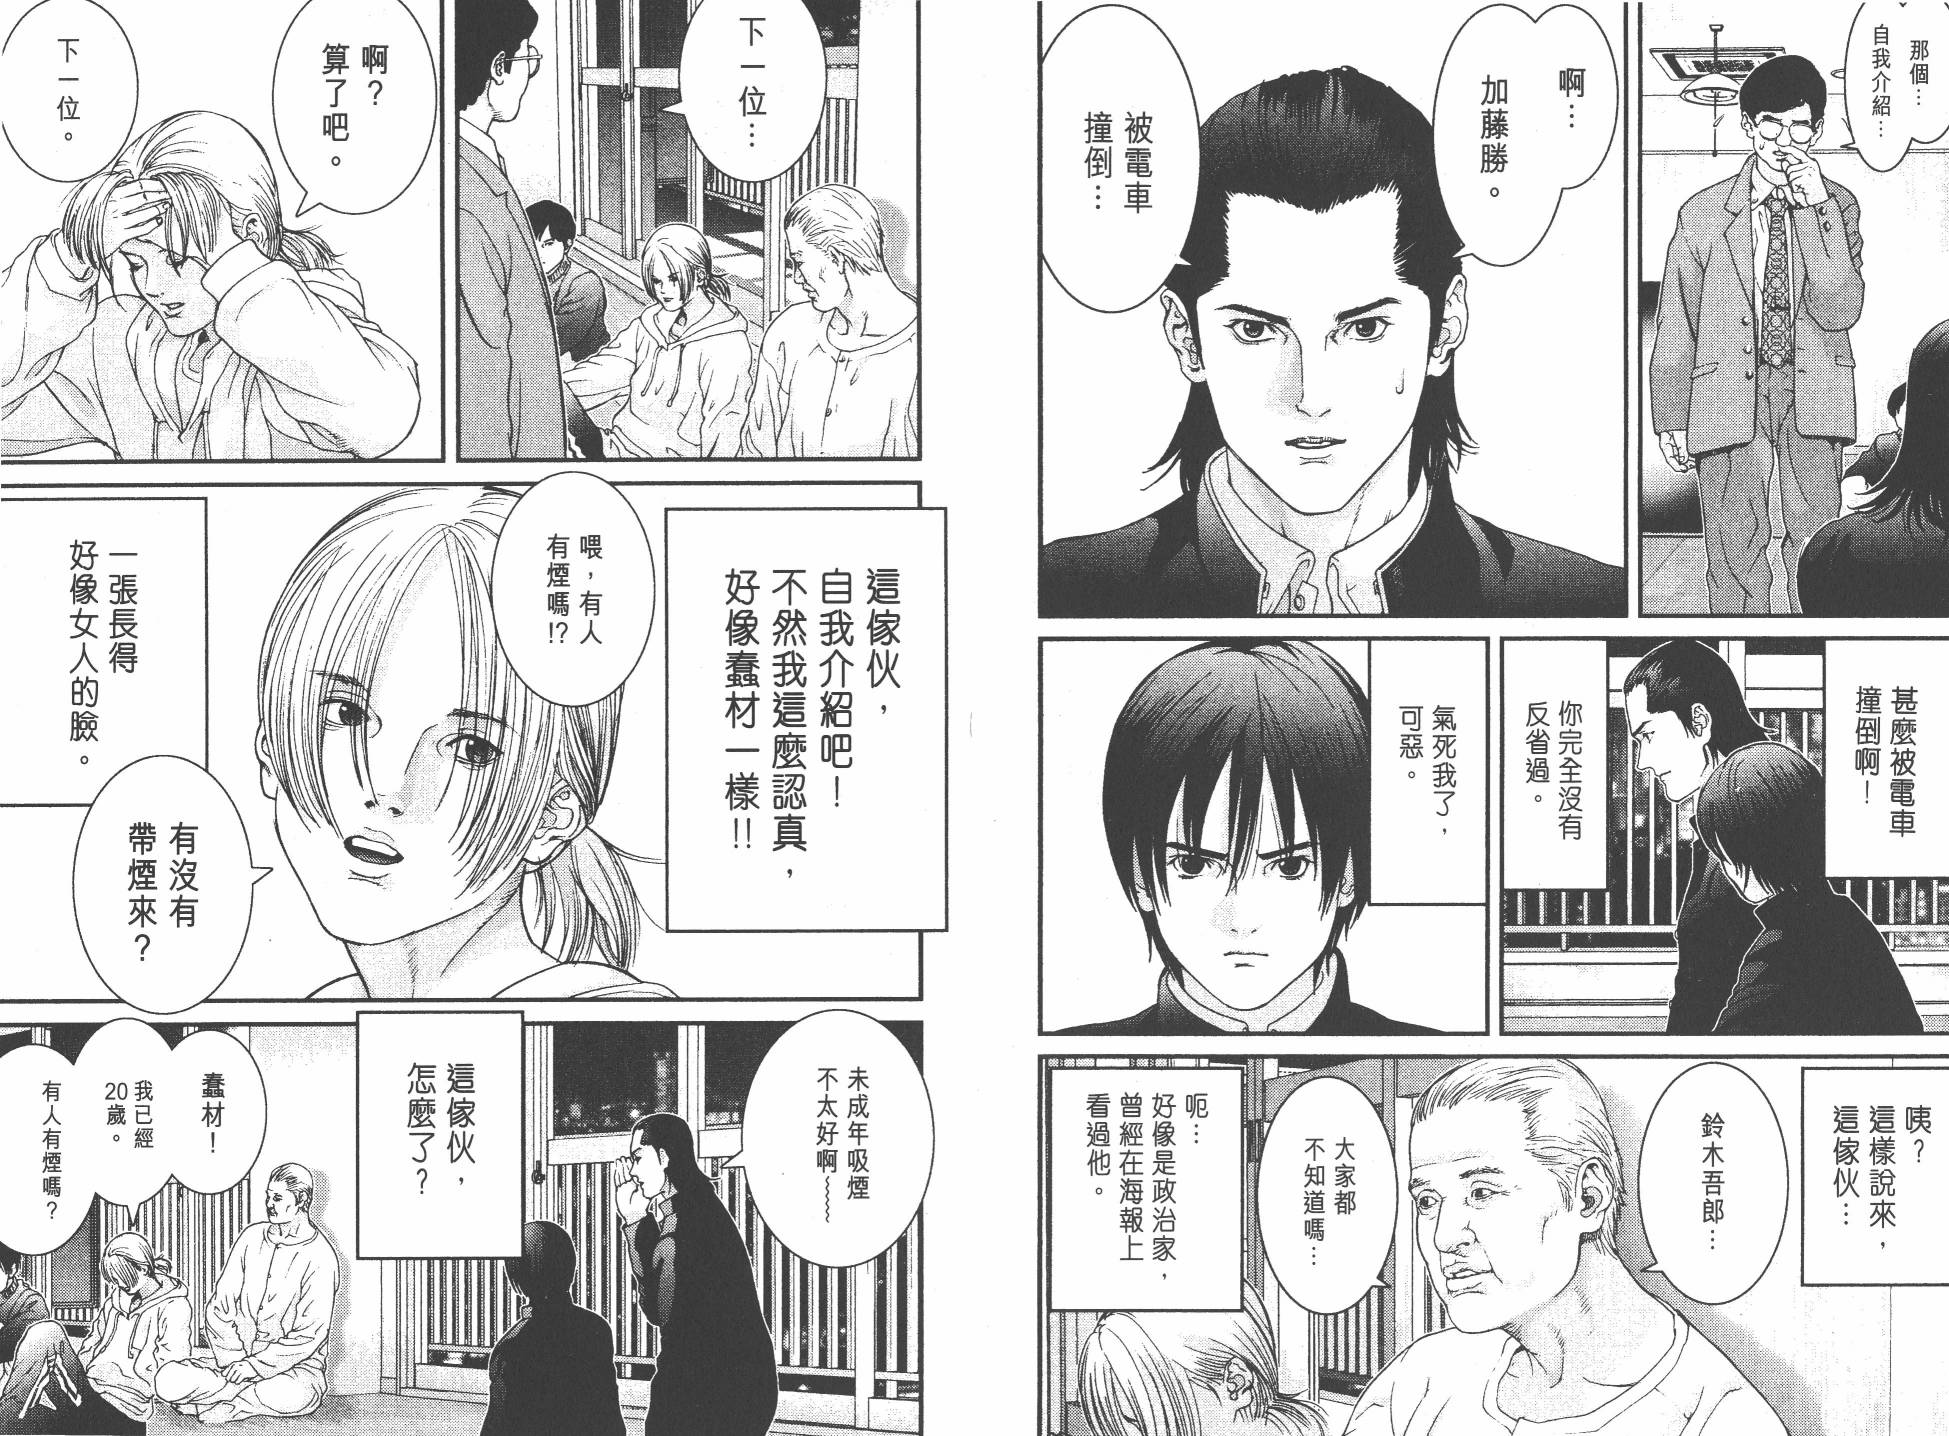 那個…
自我介紹…
啊…
加藤勝。
被電車
撞倒…
甚麼被電車
撞倒啊！
你完全沒有
反省過。
氣死我了，
可惡。
咦？
這樣說來，
這傢伙…
鈴木吾郎…
大家都
不知道嗎…
呃…
好像是政治家，
曾經在海報上
看過他。
下一位…
啊？
算了吧。
下一位。
這傢伙，
自我介紹吧！
不然我這麼認真，
好像蠢材一樣!!
喂，有人
有煙嗎!?
一張長得
好像女人的臉。
有沒有
帶煙來？
未成年吸煙
不太好啊～～～
這傢伙，
怎麼了？
蠢材！
我已經
20歲。
有人有煙嗎？